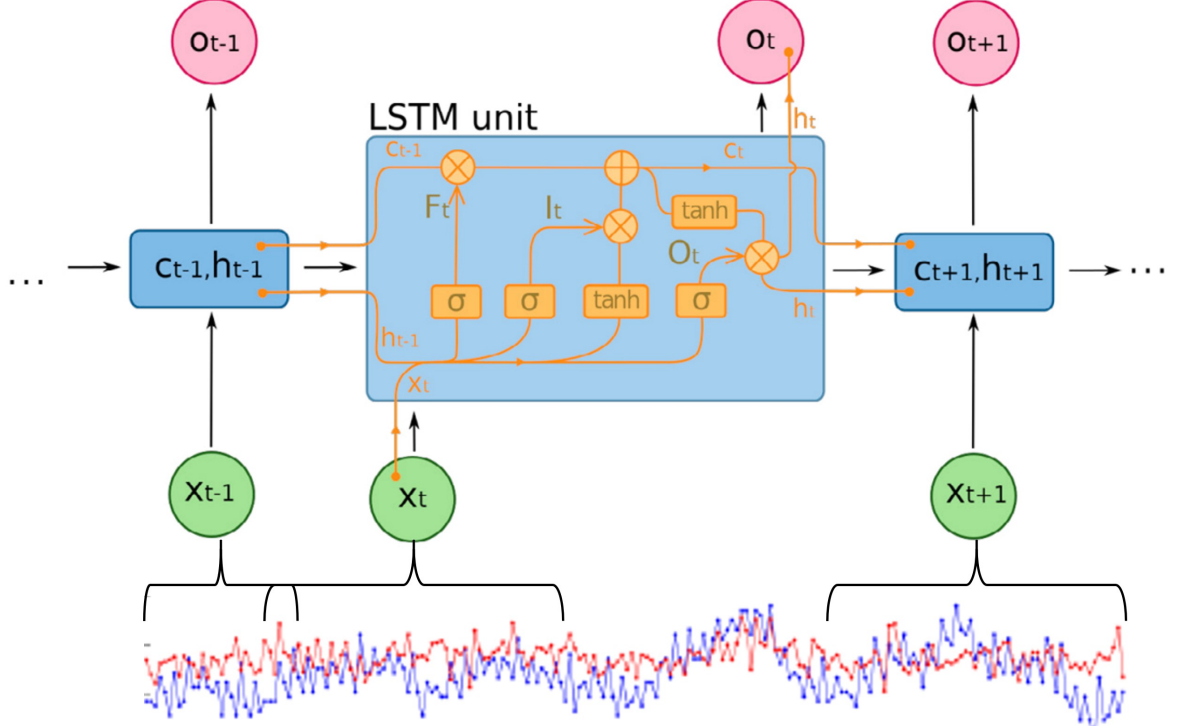 Ot-1
Ot
Ot+1
LSTM unit
ht
Ct-1
Ct
Ft
It
tanh
Ot
...
Ct-1,ht-1
Ct+1,ht+1
...
σ
σ
tanh
σ
ht
ht-1
xt
xt-1
xt
xt+1